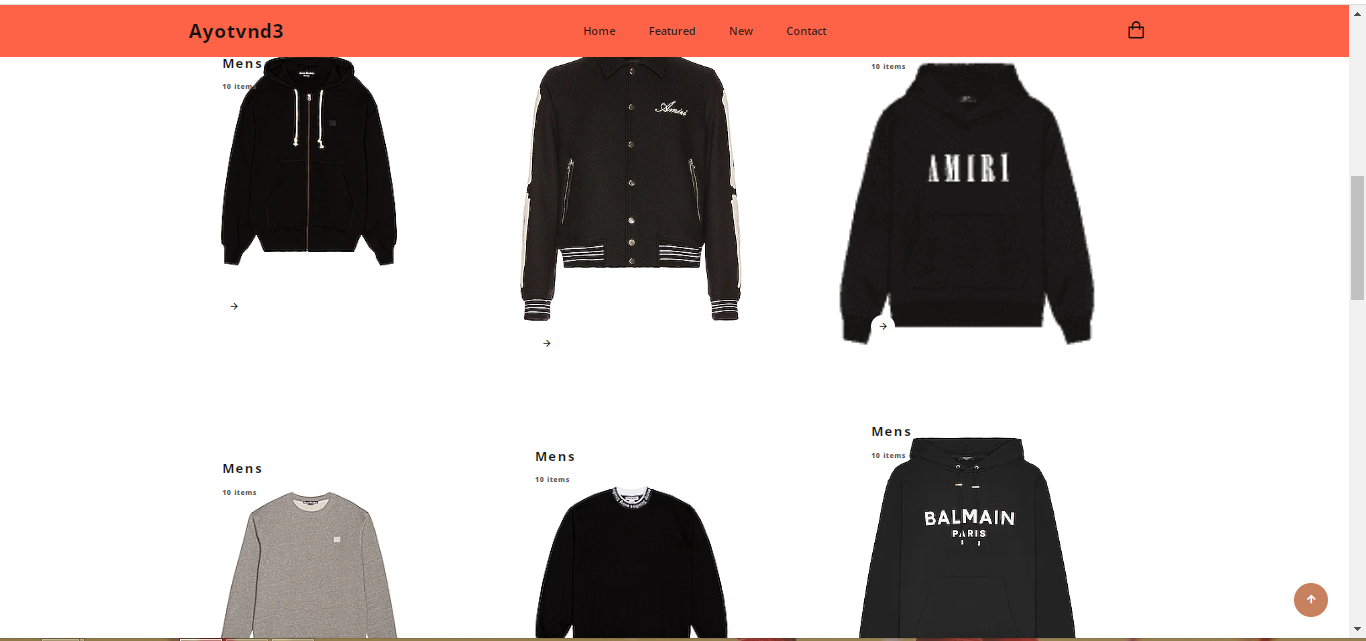 Ayotvnd3
Home Featured New Contact
Mens
10 items
Amiri
10 items
AMIRI
Mens
10 items
Mens
10 items
Mens
10 items
BALMAIN
PARIS